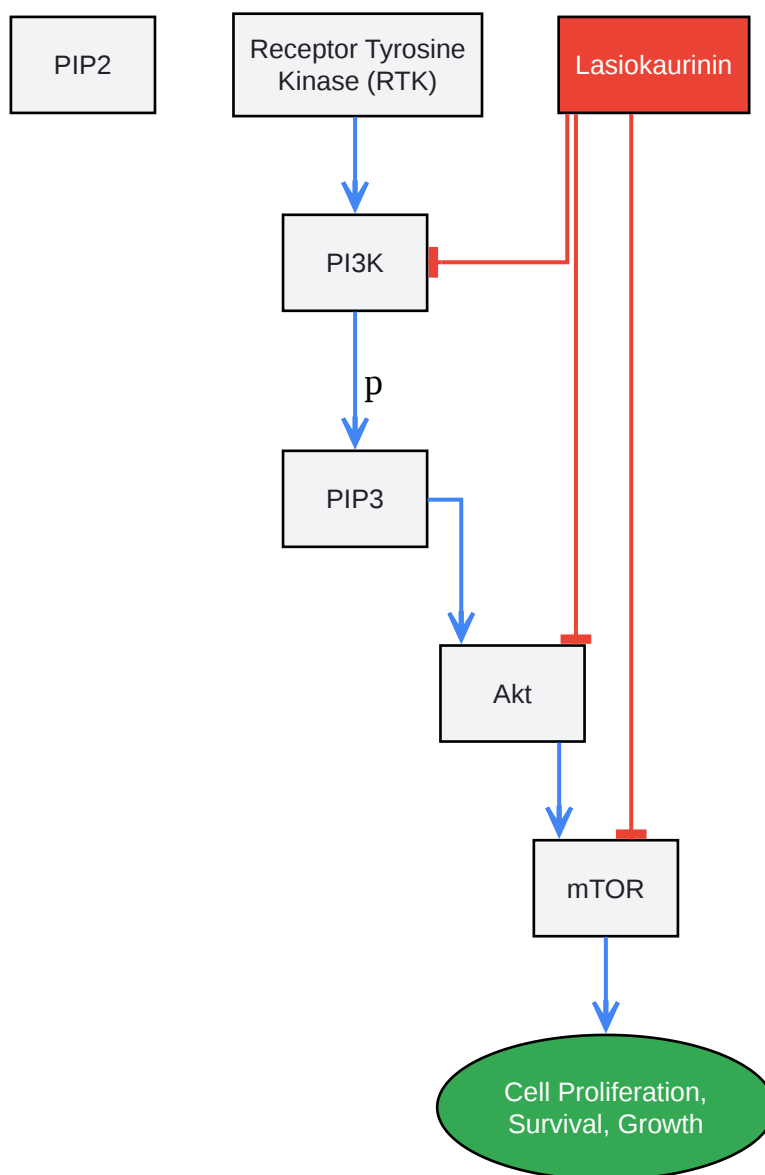 PIP2
Receptor Tyrosine
Kinase (RTK)
Lasiokaurinin
PI3K
p
PIP3
Akt
mTOR
Cell Proliferation,
Survival, Growth